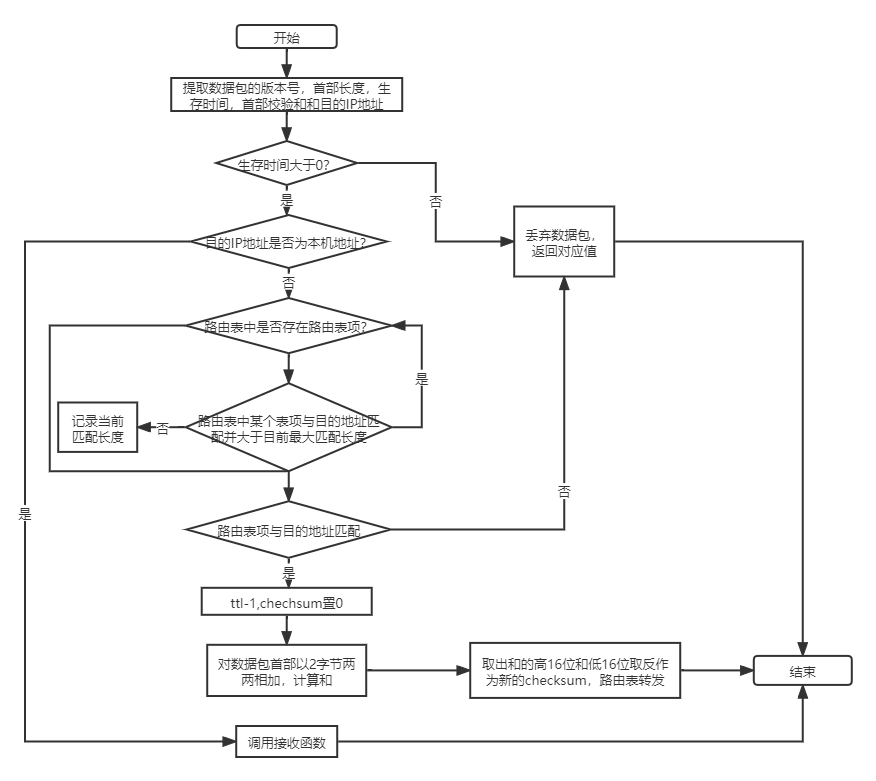 开始
提取数据包的版本号，首部长度，生
存时间，首部校验和和目的IP地址
生存时间大于0?
否
是
丢弃数据包，
返回对应值
目的IP地址是否为本机地址?
否
路由表中是否存在路由表项?
是
记录当前
匹配长度
否
路由表中某个表项与目的地址匹
配并大于目前最大匹配长度
否
是
路由表项与目的地址匹配
是
ttl-1,chechsum置0
对数据包首部以2字节两
两相加，计算和
取出和的高16位和低16位取反作
为新的checksum，路由表转发
结束
调用接收函数